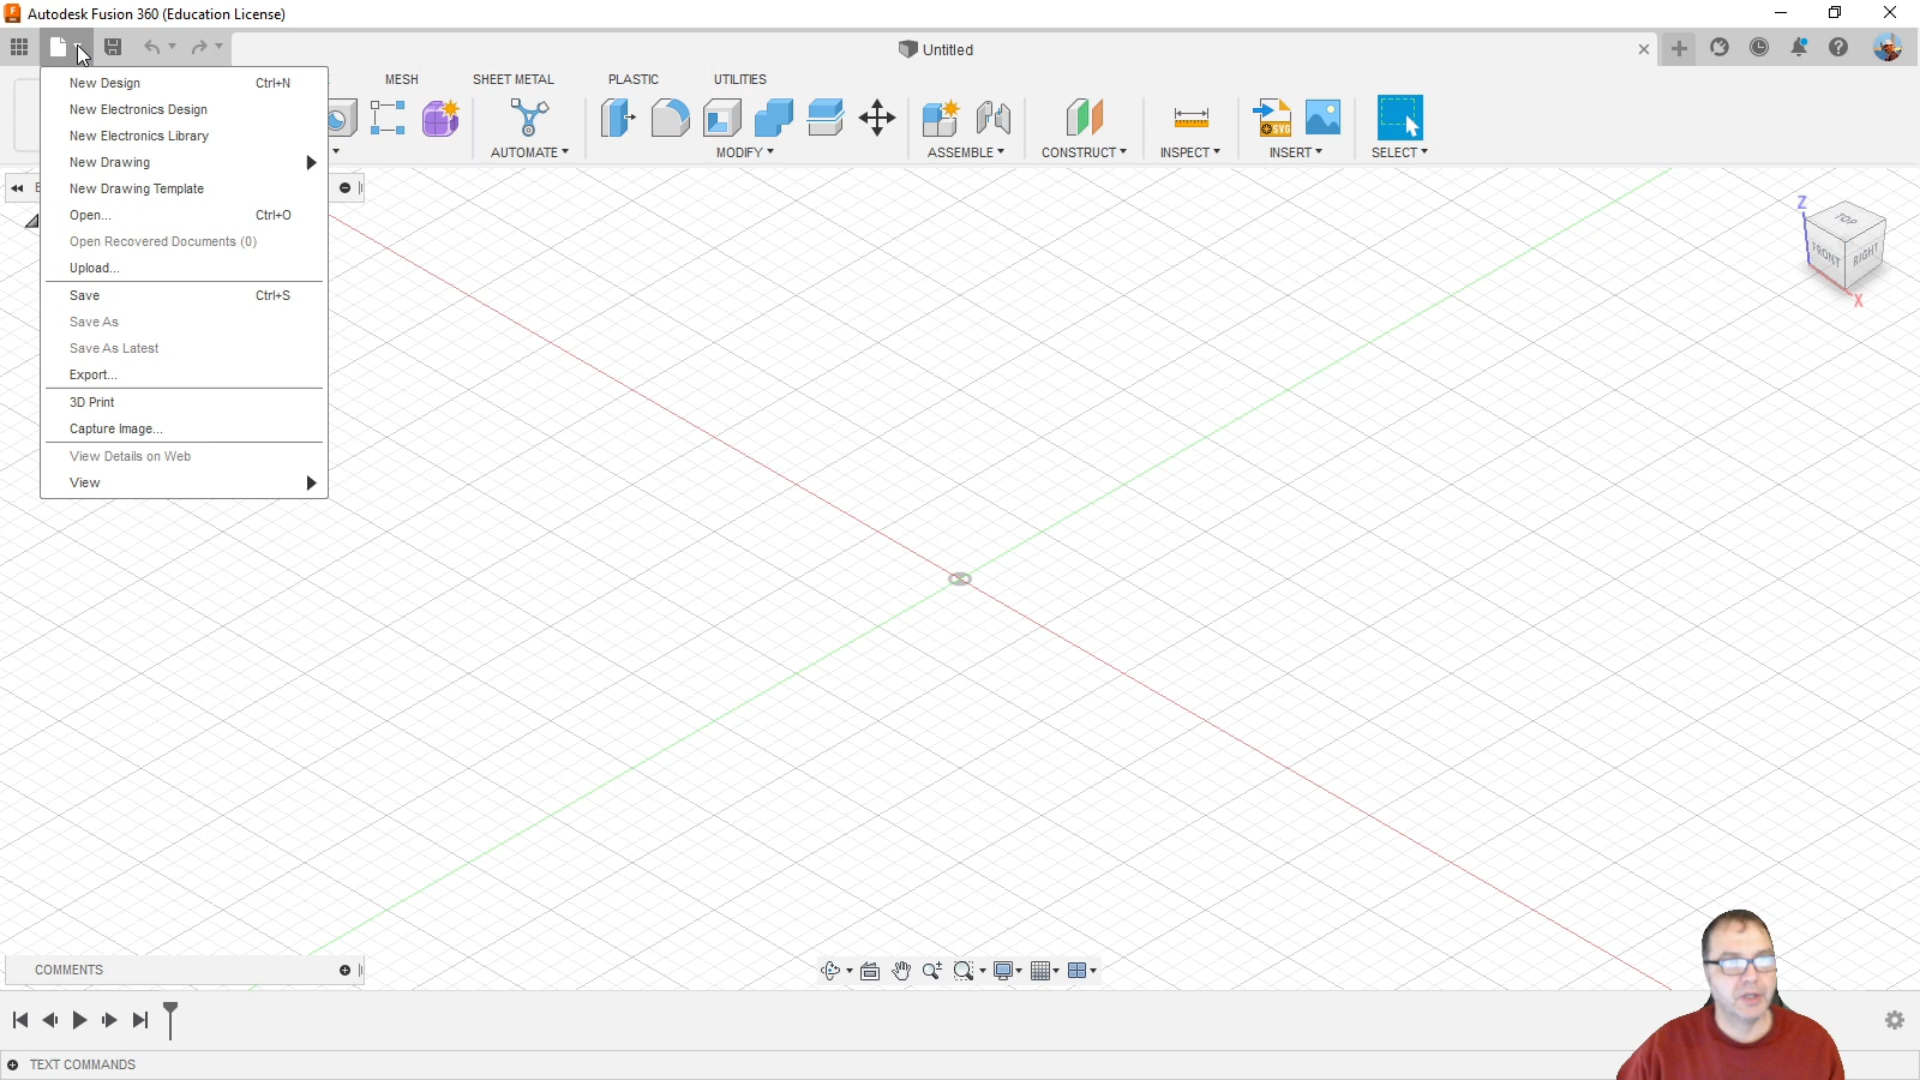 Autodesk Fusion 360 (Education License)
Untitled
MESH SHEET METAL PLASTIC UTILITIES
New Design Ctrl+N
New Electronics Design
New Electronics Library
New Drawing
New Drawing Template
Open... Ctrl+O
Open Recovered Documents (0)
Upload...
Save Ctrl+S
Save As
Save As Latest
Export...
3D Print
Capture Image...
View Details on Web
View
AUTOMATE MODIFY ASSEMBLE CONSTRUCT INSPECT INSERT SELECT
SVG
Z
TOP
FRONT RIGHT
X
COMMENTS
TEXT COMMANDS